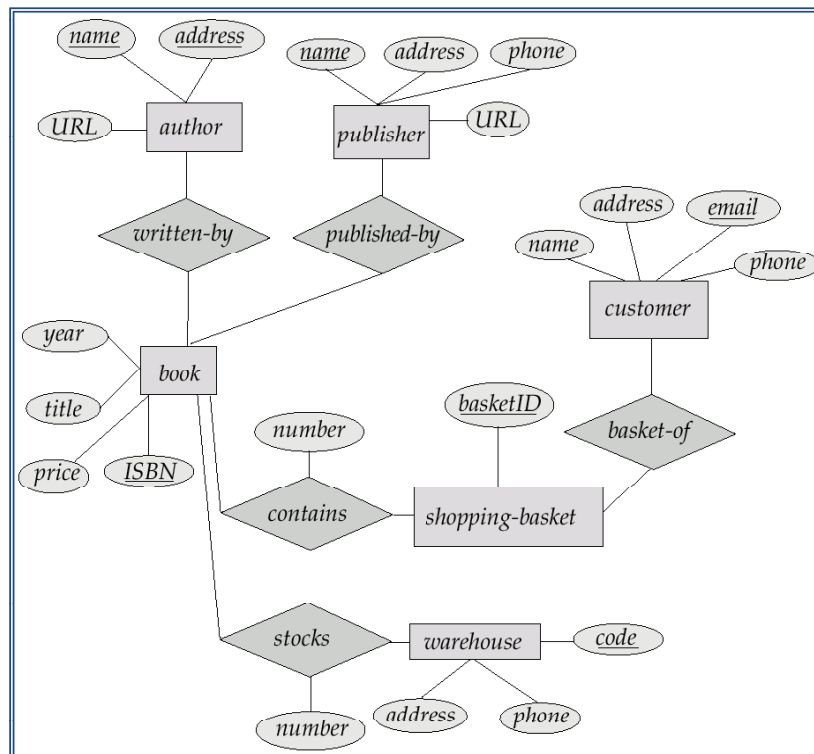 name
address
name
address
phone
URL
author
publisher
URL
written-by
published-by
address
email
name
phone
customer
year
book
title
basketID
number
basket-of
price
ISBN
contains
shopping-basket
stocks
warehouse
code
number
address
phone